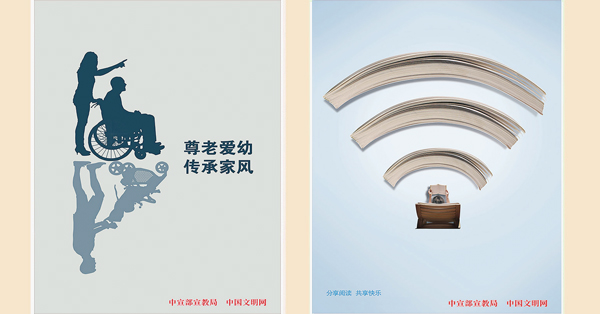 尊老爱幼
传承家风
中宣部宣教局 中国文明网
分享阅读 共享快乐
中宣部宣教局 中国文明网